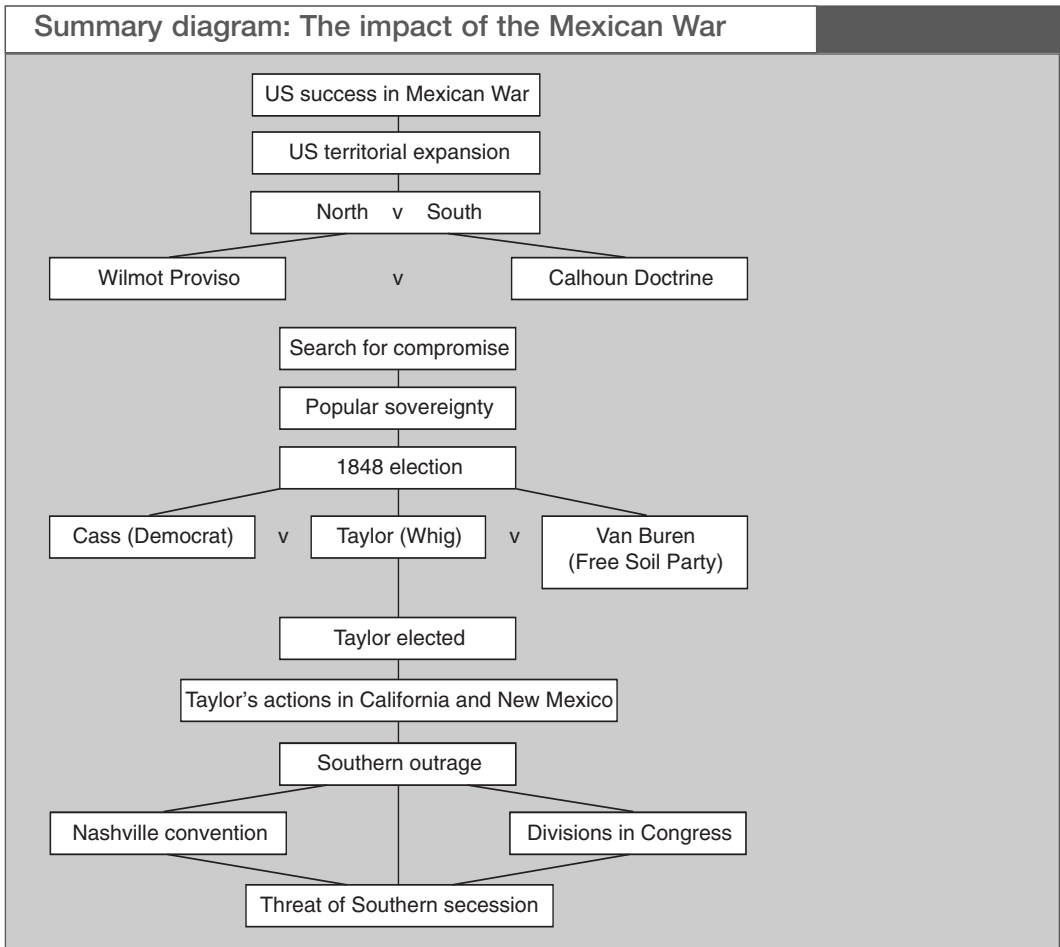 Summary diagram: The impact of the Mexican War
US success in Mexican War
US territorial expansion
North v South
Wilmot Proviso v Calhoun Doctrine
Search for compromise
Popular sovereignty
1848 election
Cass (Democrat) v Taylor (Whig) v Van Buren
(Free Soil Party)
Taylor elected
Taylor's actions in California and New Mexico
Southern outrage
Nashville convention Divisions in Congress
Threat of Southern secession